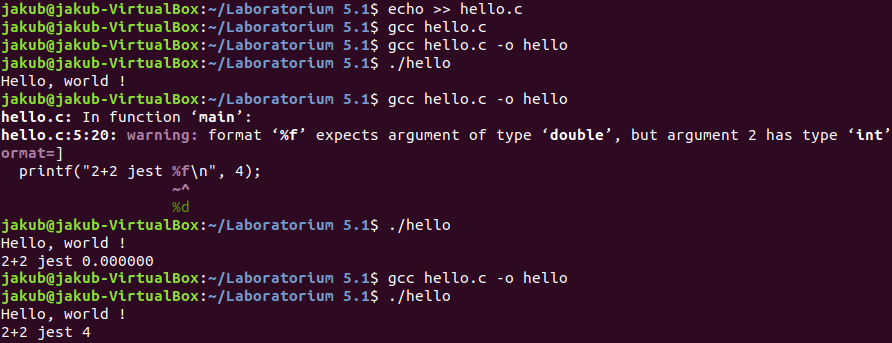 jakub@jakub-VirtualBox:~/Laboratorium 5.1$ echo >> hello.c
jakub@jakub-VirtualBox:~/Laboratorium 5.1$ gcc hello.c
jakub@jakub-VirtualBox:~/Laboratorium 5.1$ gcc hello.c -o hello
jakub@jakub-VirtualBox:~/Laboratorium 5.1$ ./hello
Hello, world !
jakub@jakub-VirtualBox:~/Laboratorium 5.1$ gcc hello.c -o hello
hello.c: In function ‘main’:
hello.c:5:20: warning: format ‘%f’ expects argument of type ‘double’, but argument 2 has type ‘int’
ormat=]
  printf("2+2 jest %f\n", 4);
                   ~^
                   %d
jakub@jakub-VirtualBox:~/Laboratorium 5.1$ ./hello
Hello, world !
2+2 jest 0.000000
jakub@jakub-VirtualBox:~/Laboratorium 5.1$ gcc hello.c -o hello
jakub@jakub-VirtualBox:~/Laboratorium 5.1$ ./hello
Hello, world !
2+2 jest 4